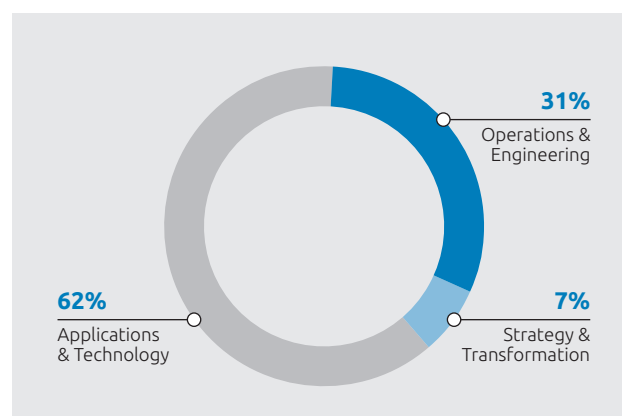 31%
Operations &
Engineering
62%
Applications
& Technology
7%
Strategy &
Transformation